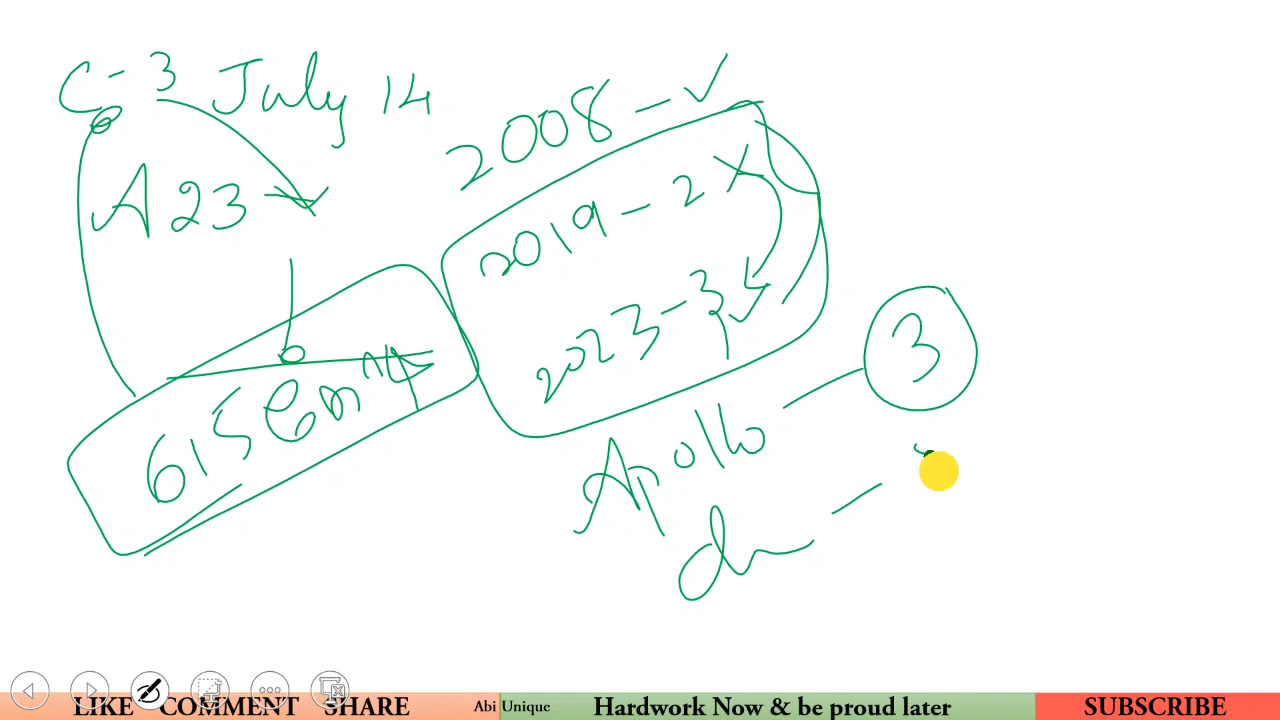 C-3 July 14
2008 -
A23
2019 - 2
2023 - 3
615
Apollo - 3
LIKE COMMENT SHARE
Abi Unique
Hardwork Now & be proud later
SUBSCRIBE